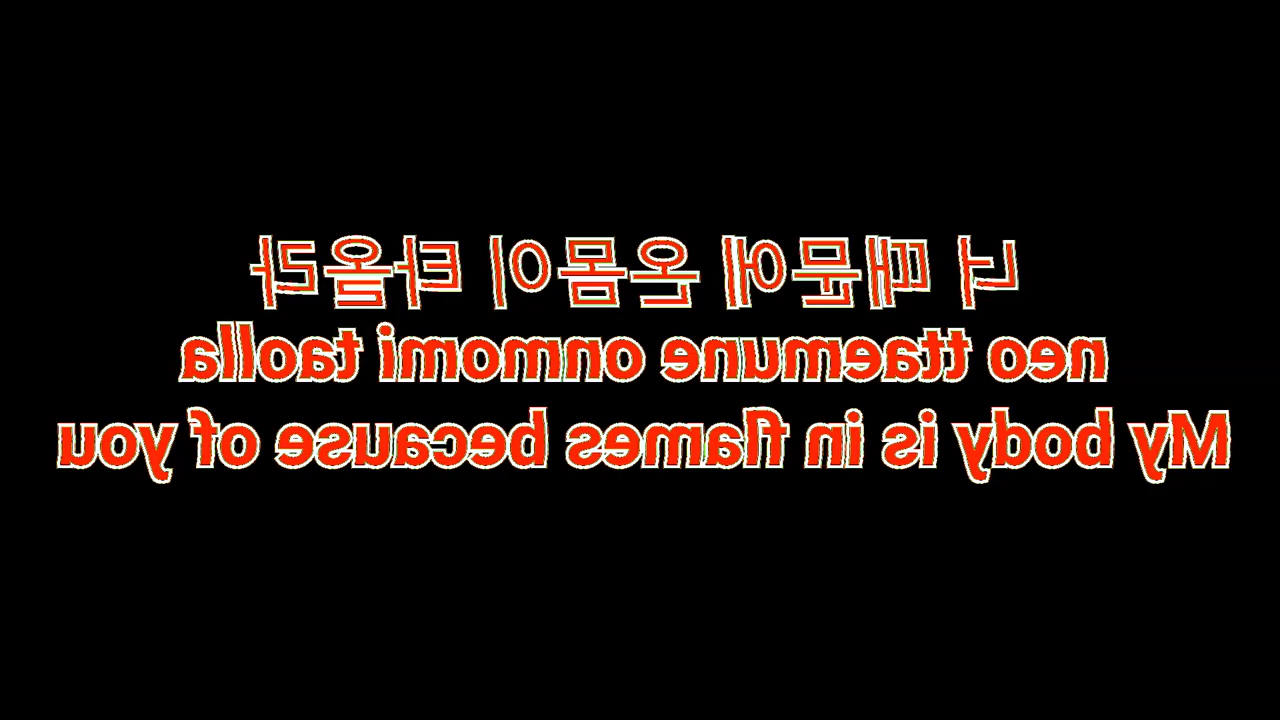 너 때문에 온몸이 타올라
neo ttaemune onmomi taolla
My body is in flames because of you